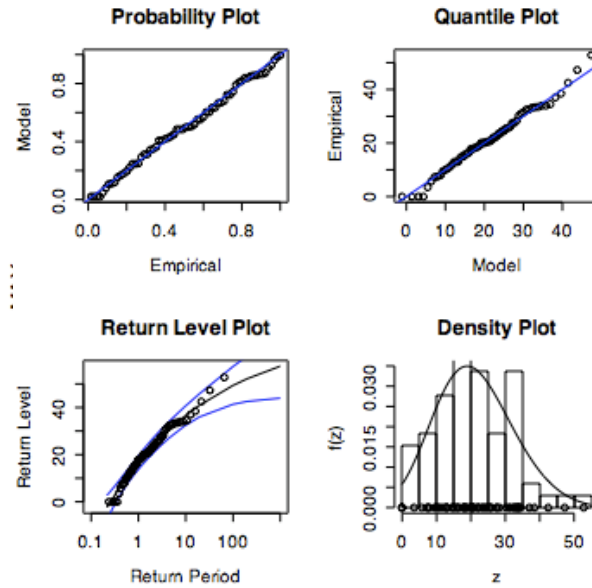 Probability Plot
Model
0.0 0.4 0.8
0.0 0.4 0.8
Empirical
Quantile Plot
Empirical
0 20 40
0 10 20 30 40
Model
Return Level Plot
Return Level
0 20 40
0.1 1 10 100
Return Period
Density Plot
f(z)
0.000 0.015 0.030
0 10 30 50
z